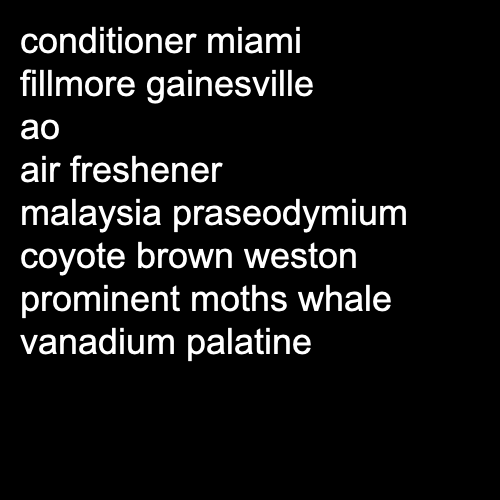 conditioner miami
fillmore gainesville
ao
air freshener
malaysia praseodymium
coyote brown weston
prominent moths whale
vanadium palatine